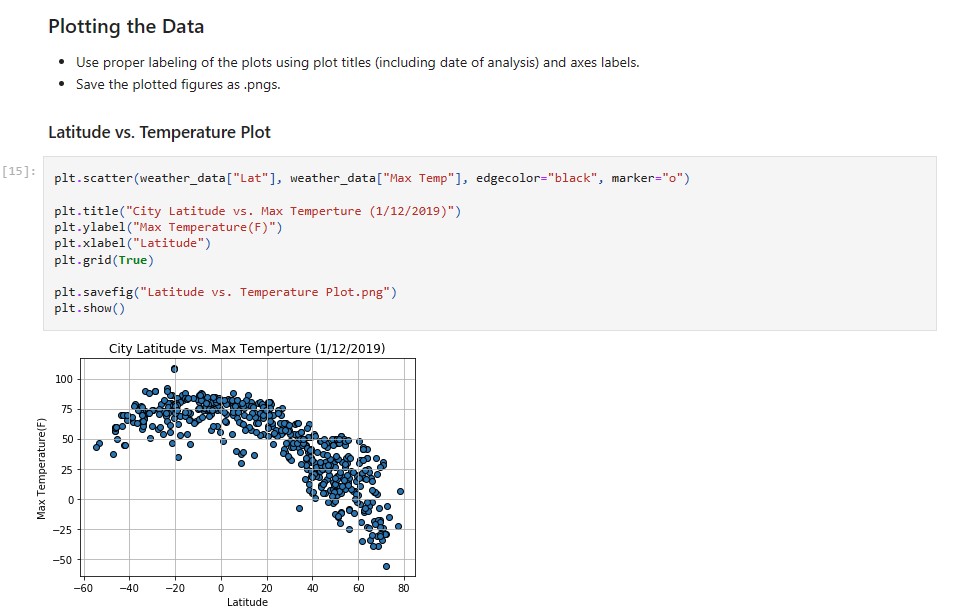 Plotting the Data
• Use proper labeling of the plots using plot titles (including date of analysis) and axes labels.
• Save the plotted figures as .pngs.
Latitude vs. Temperature Plot
[15]:
plt.scatter(weather_data["Lat"], weather_data["Max Temp"], edgecolor="black", marker="o")
plt.title("City Latitude vs. Max Temperture (1/12/2019)")
plt.ylabel("Max Temperature(F)")
plt.xlabel("Latitude")
plt.grid(True)
plt.savefig("Latitude vs. Temperature Plot.png")
plt.show()
City Latitude vs. Max Temperture (1/12/2019)
Max Temperature(F)
100
75
50
25
0
−25
−50
−60 −40 −20 0 20 40 60 80
Latitude